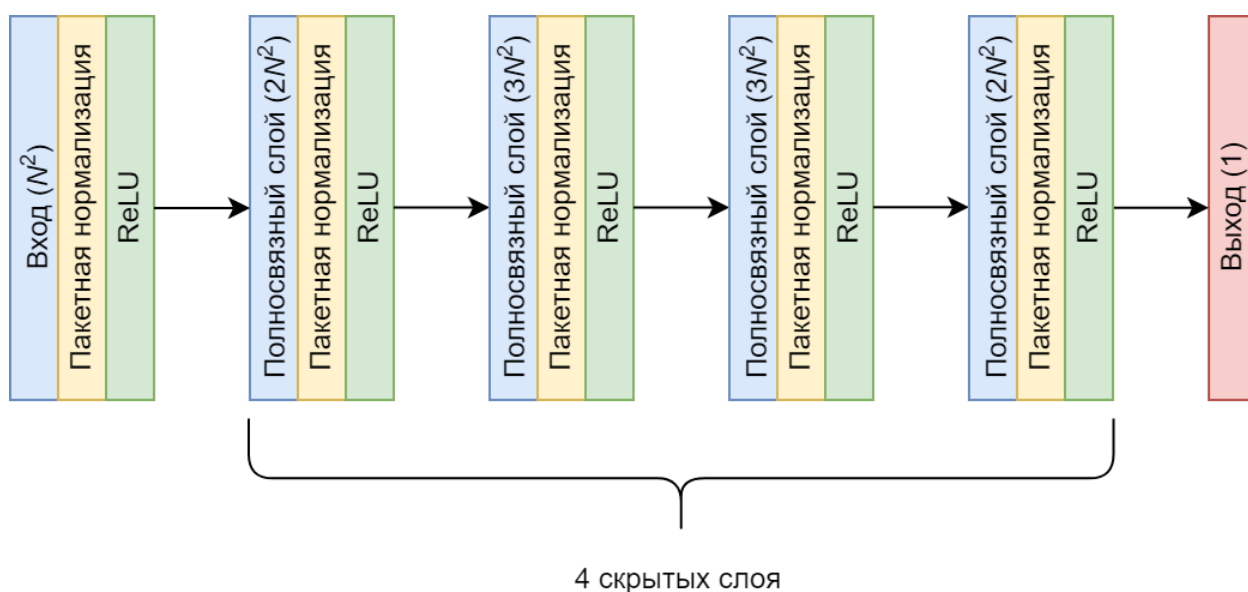 Вход (N²)
Пакетная нормализация
ReLU
Полносвязный слой (2N²)
Пакетная нормализация
ReLU
Полносвязный слой (3N²)
Пакетная нормализация
ReLU
Полносвязный слой (3N²)
Пакетная нормализация
ReLU
Полносвязный слой (2N²)
Пакетная нормализация
ReLU
Выход (1)
4 скрытых слоя